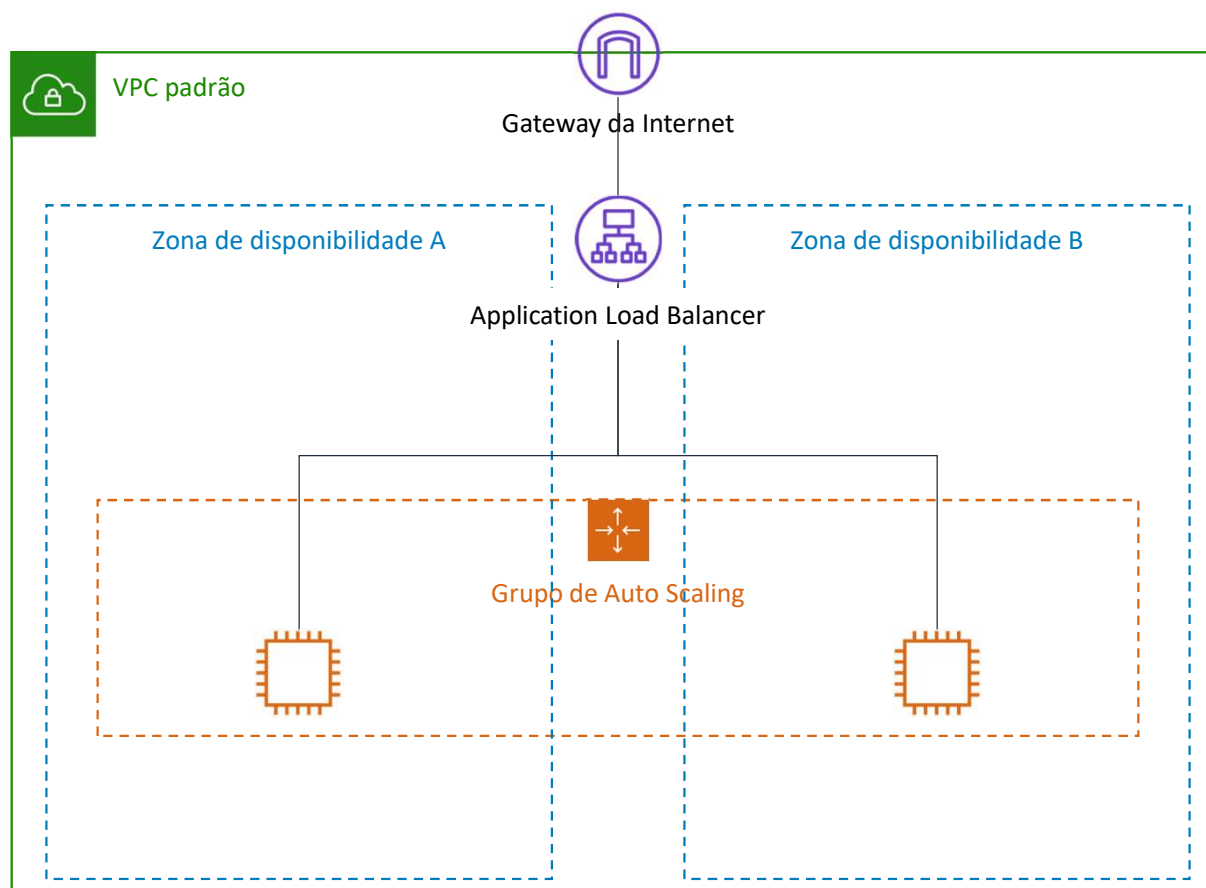 VPC padrão
Gateway da Internet
Zona de disponibilidade A
Zona de disponibilidade B
Application Load Balancer
Grupo de Auto Scaling